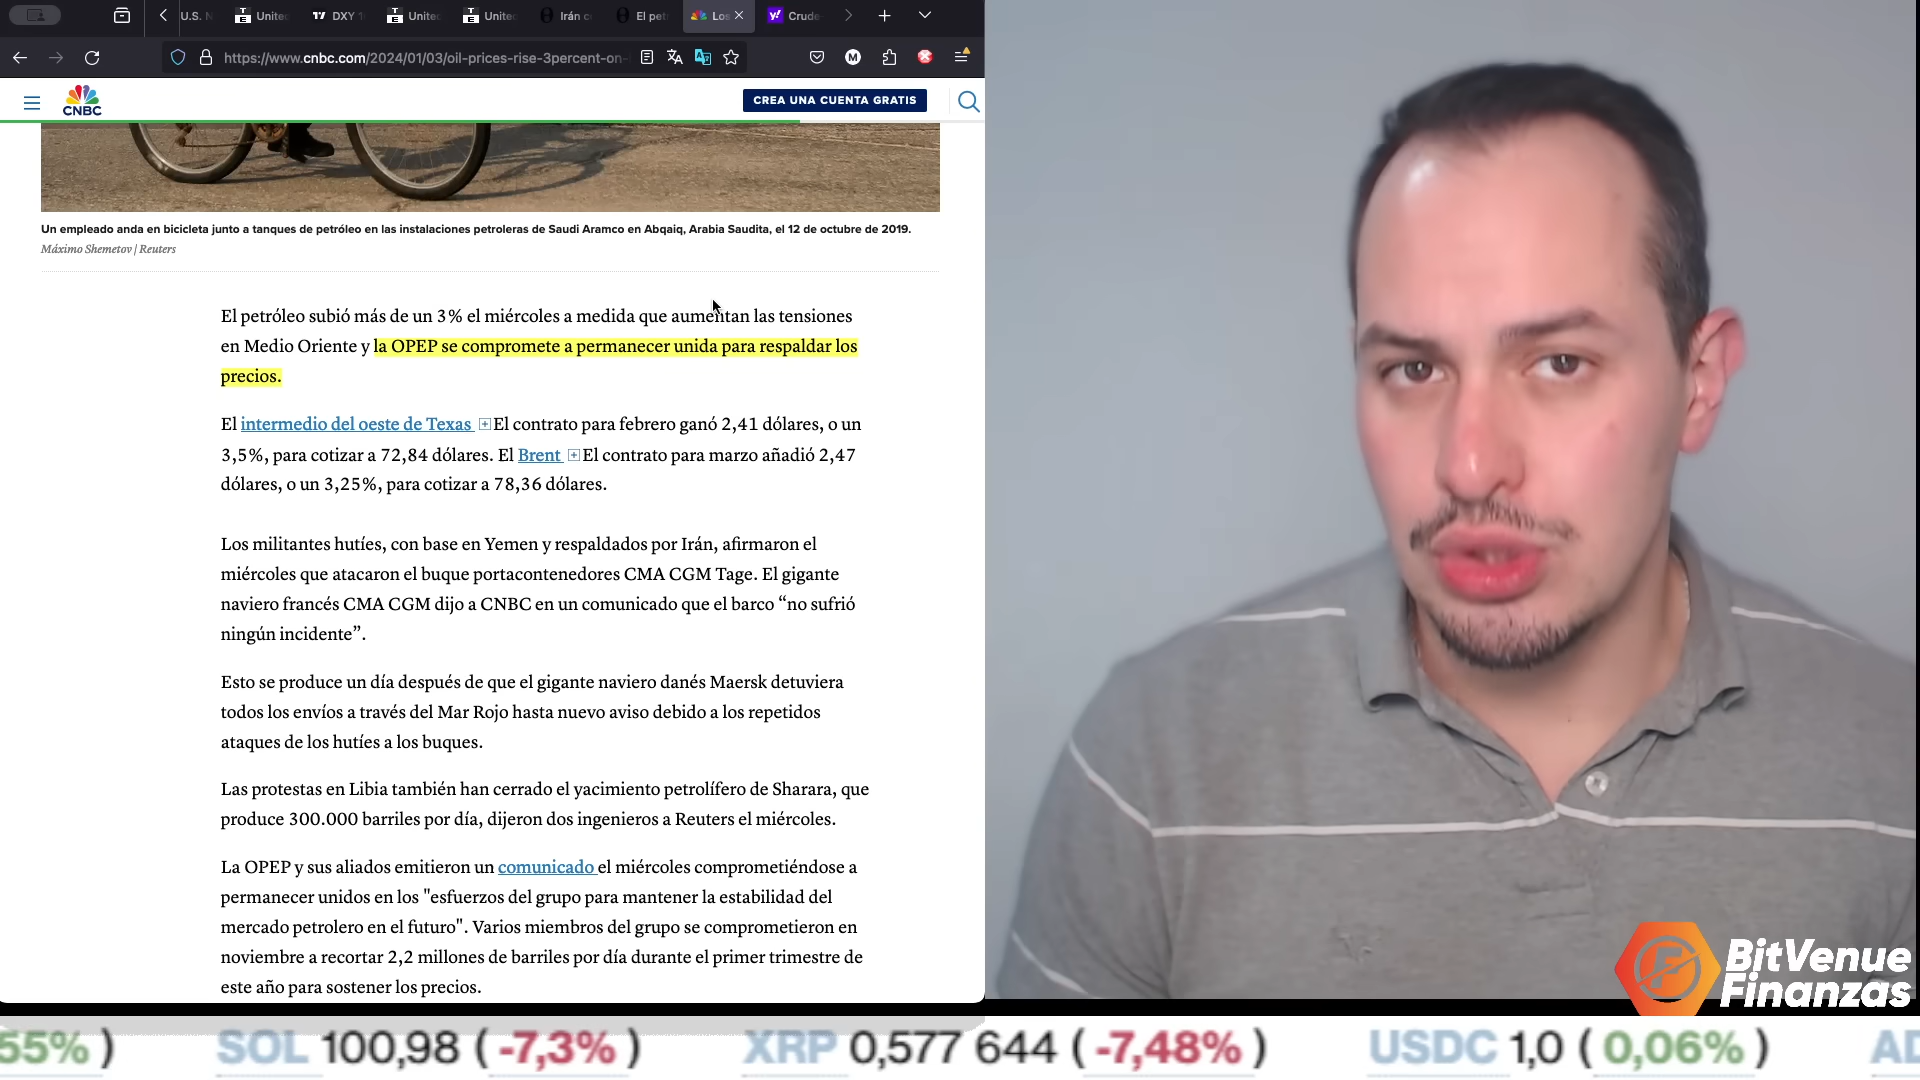 U.S. N
Unite
DXY 1
Unite
Unite
Irán c
El pet
Los
Crude
https://www.cnbc.com/2024/01/03/oil-prices-rise-3percent-on-
CNBC
CREA UNA CUENTA GRATIS
Un empleado anda en bicicleta junto a tanques de petróleo en las instalaciones petroleras de Saudi Aramco en Abqaiq, Arabia Saudita, el 12 de octubre de 2019.
Máximo Shemetov | Reuters
El petróleo subió más de un 3% el miércoles a medida que aumentan las tensiones
en Medio Oriente y la OPEP se compromete a permanecer unida para respaldar los
precios.
El intermedio del oeste de Texas El contrato para febrero ganó 2,41 dólares, o un
3,5%, para cotizar a 72,84 dólares. El Brent El contrato para marzo añadió 2,47
dólares, o un 3,25%, para cotizar a 78,36 dólares.
Los militantes hutíes, con base en Yemen y respaldados por Irán, afirmaron el
miércoles que atacaron el buque portacontenedores CMA CGM Tage. El gigante
naviero francés CMA CGM dijo a CNBC en un comunicado que el barco “no sufrió
ningún incidente”.
Esto se produce un día después de que el gigante naviero danés Maersk detuviera
todos los envíos a través del Mar Rojo hasta nuevo aviso debido a los repetidos
ataques de los hutíes a los buques.
Las protestas en Libia también han cerrado el yacimiento petrolífero de Sharara, que
produce 300.000 barriles por día, dijeron dos ingenieros a Reuters el miércoles.
La OPEP y sus aliados emitieron un comunicado el miércoles comprometiéndose a
permanecer unidos en los "esfuerzos del grupo para mantener la estabilidad del
mercado petrolero en el futuro". Varios miembros del grupo se comprometieron en
noviembre a recortar 2,2 millones de barriles por día durante el primer trimestre de
este año para sostener los precios.
BitVenue
Finanzas
55% ) SOL 100,98 ( -7,3% ) XRP 0,577 644 ( -7,48% ) USDC 1,0 ( 0,06% ) AD